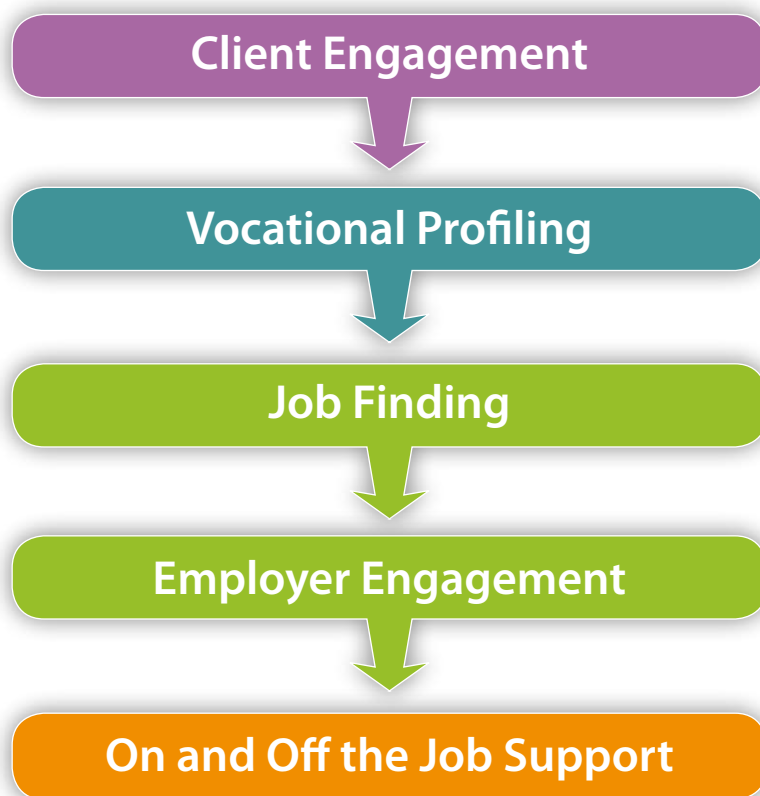 Client Engagement
Vocational Profiling
Job Finding
Employer Engagement
On and Off the Job Support